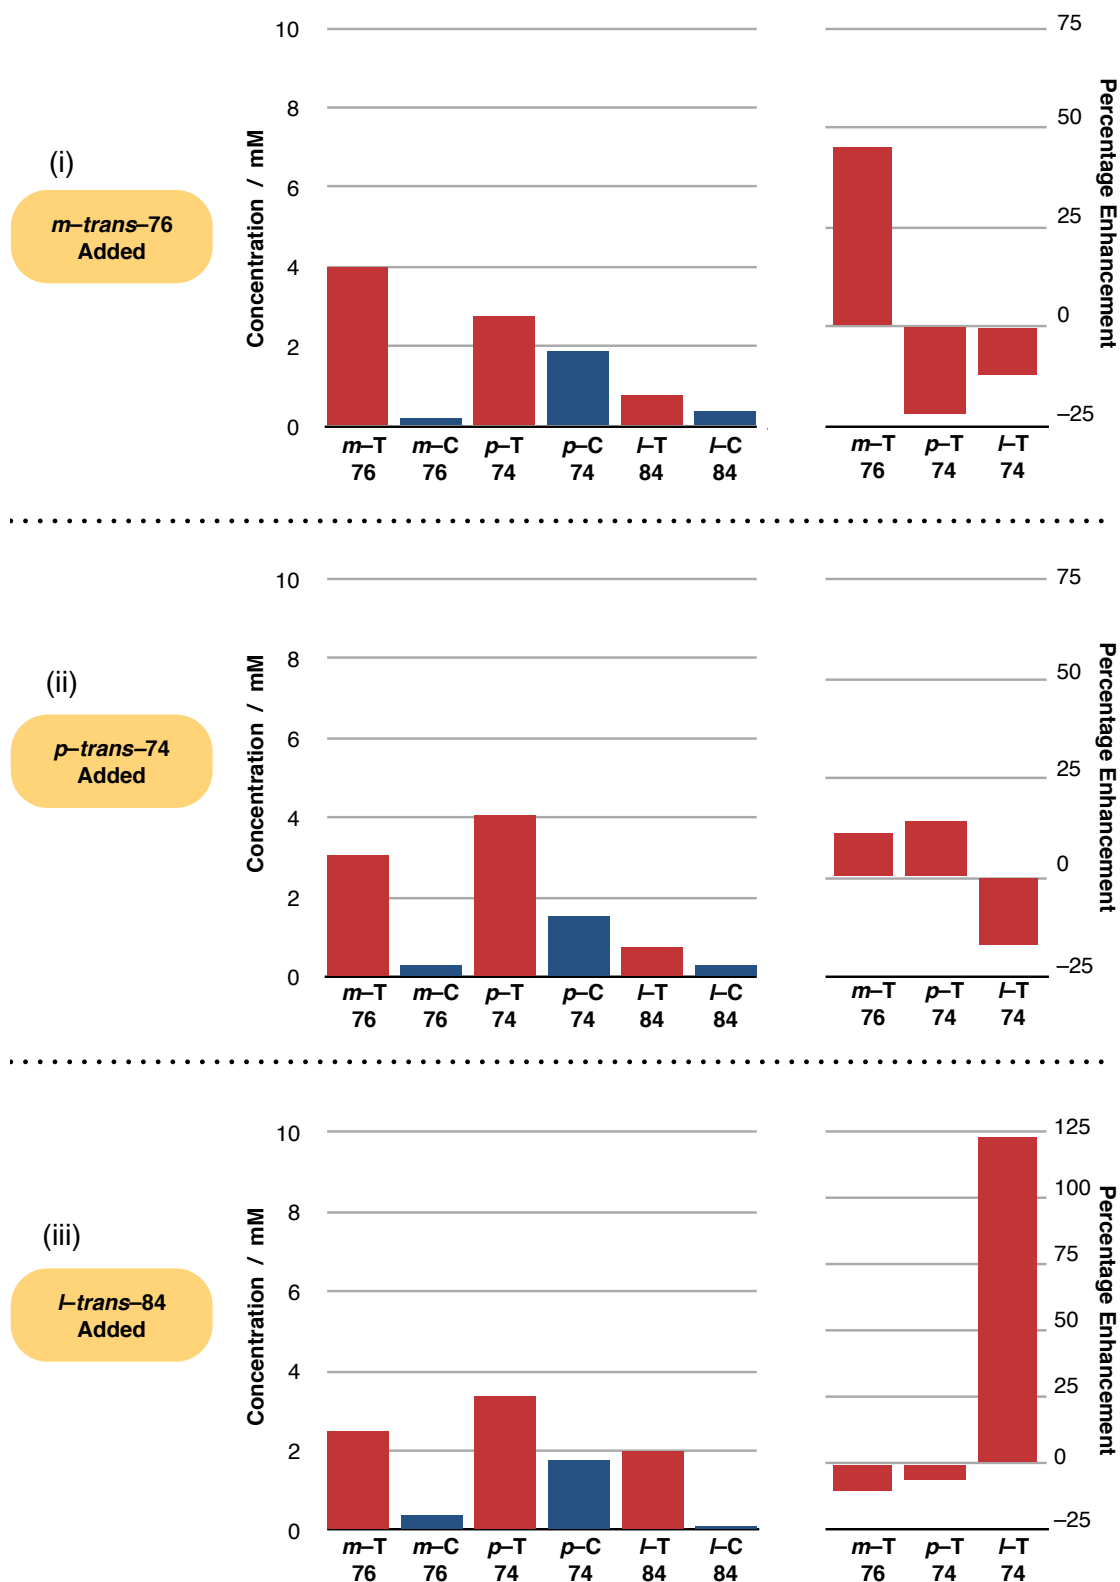 (i)
m–trans–76
Added
Concentration / mM
10
8
6
4
2
0
m–T m–C p–T p–C l–T l–C
76 76 74 74 84 84
75
50
25
0
–25
Percentage Enhancement
m–T p–T l–T
76 74 74
(ii)
p–trans–74
Added
Concentration / mM
10
8
6
4
2
0
m–T m–C p–T p–C l–T l–C
76 76 74 74 84 84
75
50
25
0
–25
Percentage Enhancement
m–T p–T l–T
76 74 74
(iii)
l–trans–84
Added
Concentration / mM
10
8
6
4
2
0
m–T m–C p–T p–C l–T l–C
76 76 74 74 84 84
125
100
75
50
25
0
–25
Percentage Enhancement
m–T p–T l–T
76 74 74